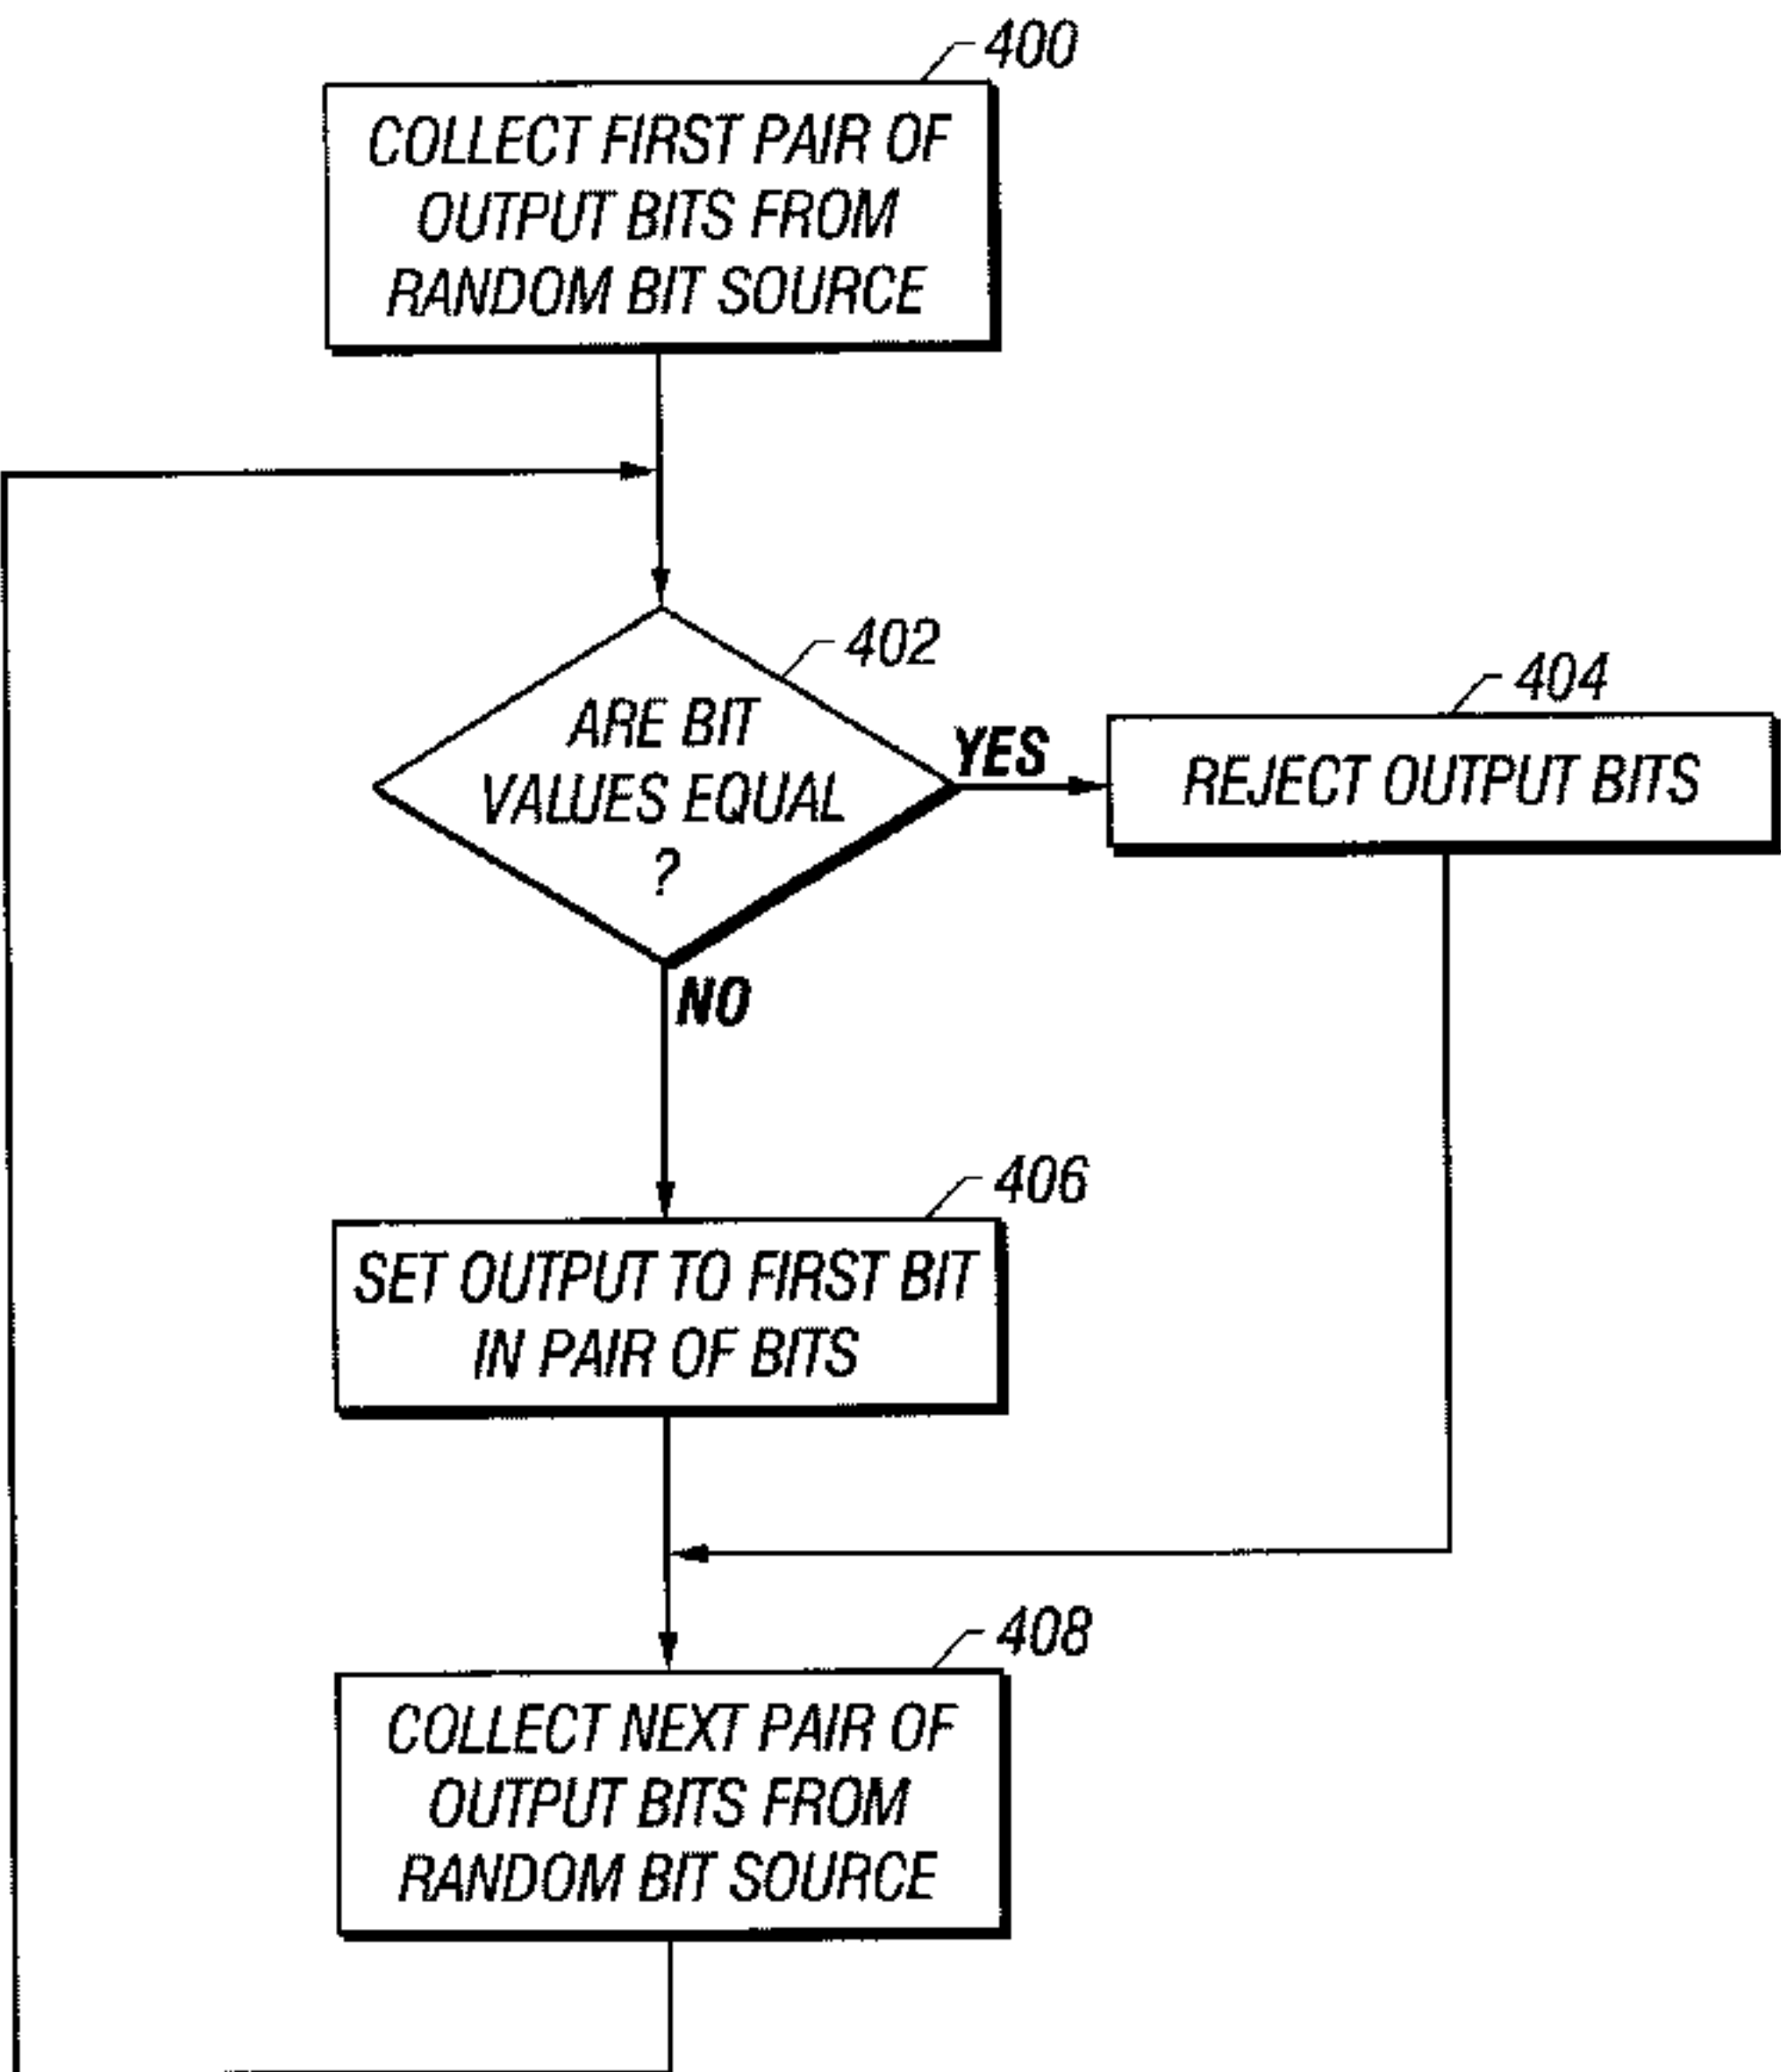 400
COLLECT FIRST PAIR OF
OUTPUT BITS FROM
RANDOM BIT SOURCE
402
ARE BIT
VALUES EQUAL
?
YES
404
REJECT OUTPUT BITS
NO
406
SET OUTPUT TO FIRST BIT
IN PAIR OF BITS
408
COLLECT NEXT PAIR OF
OUTPUT BITS FROM
RANDOM BIT SOURCE